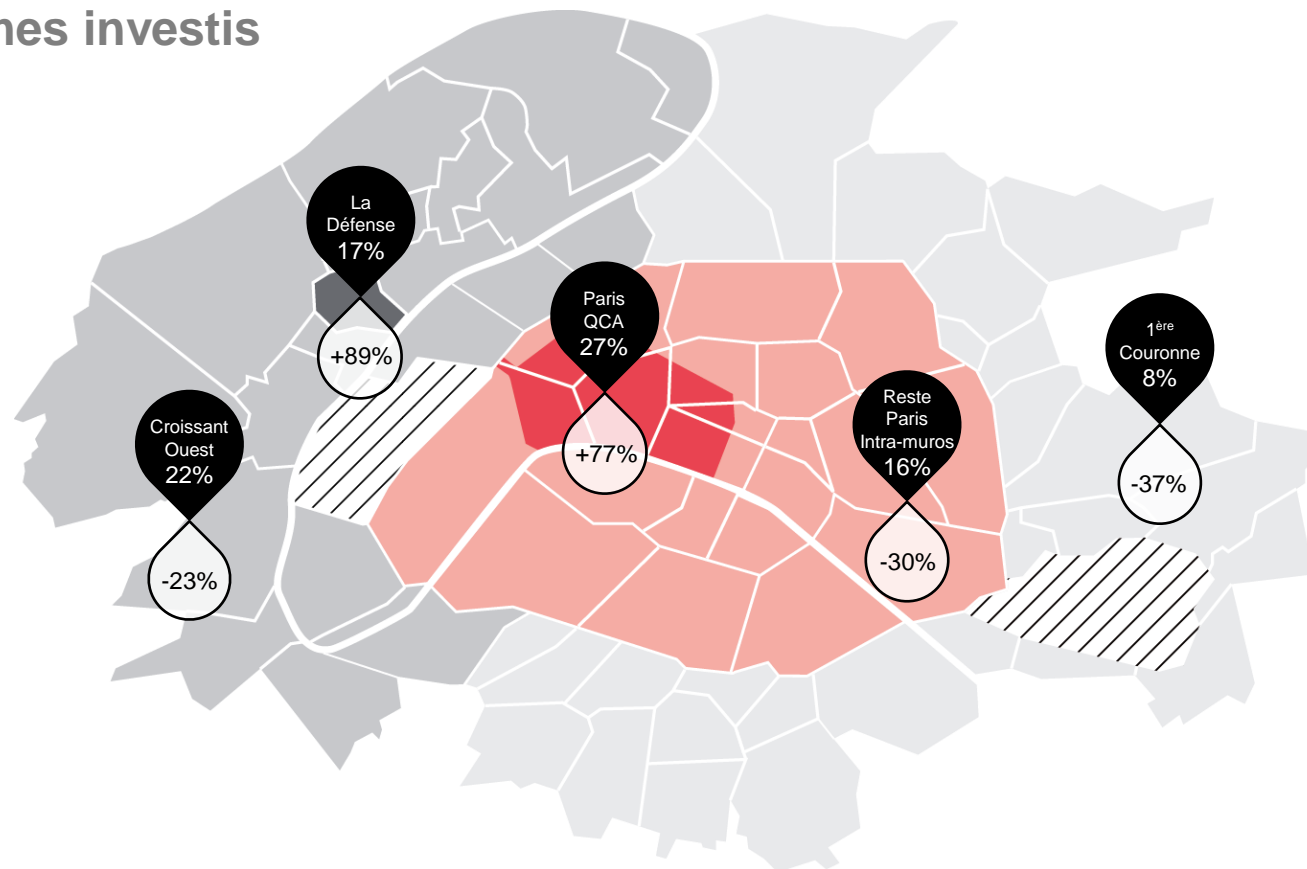 investis
La
Défense
17%
+89%
Paris
QCA
27%
+77%
1ère
Couronne
8%
-37%
Reste
Paris
Intra-muros
16%
-30%
Croissant
Ouest
22%
-23%